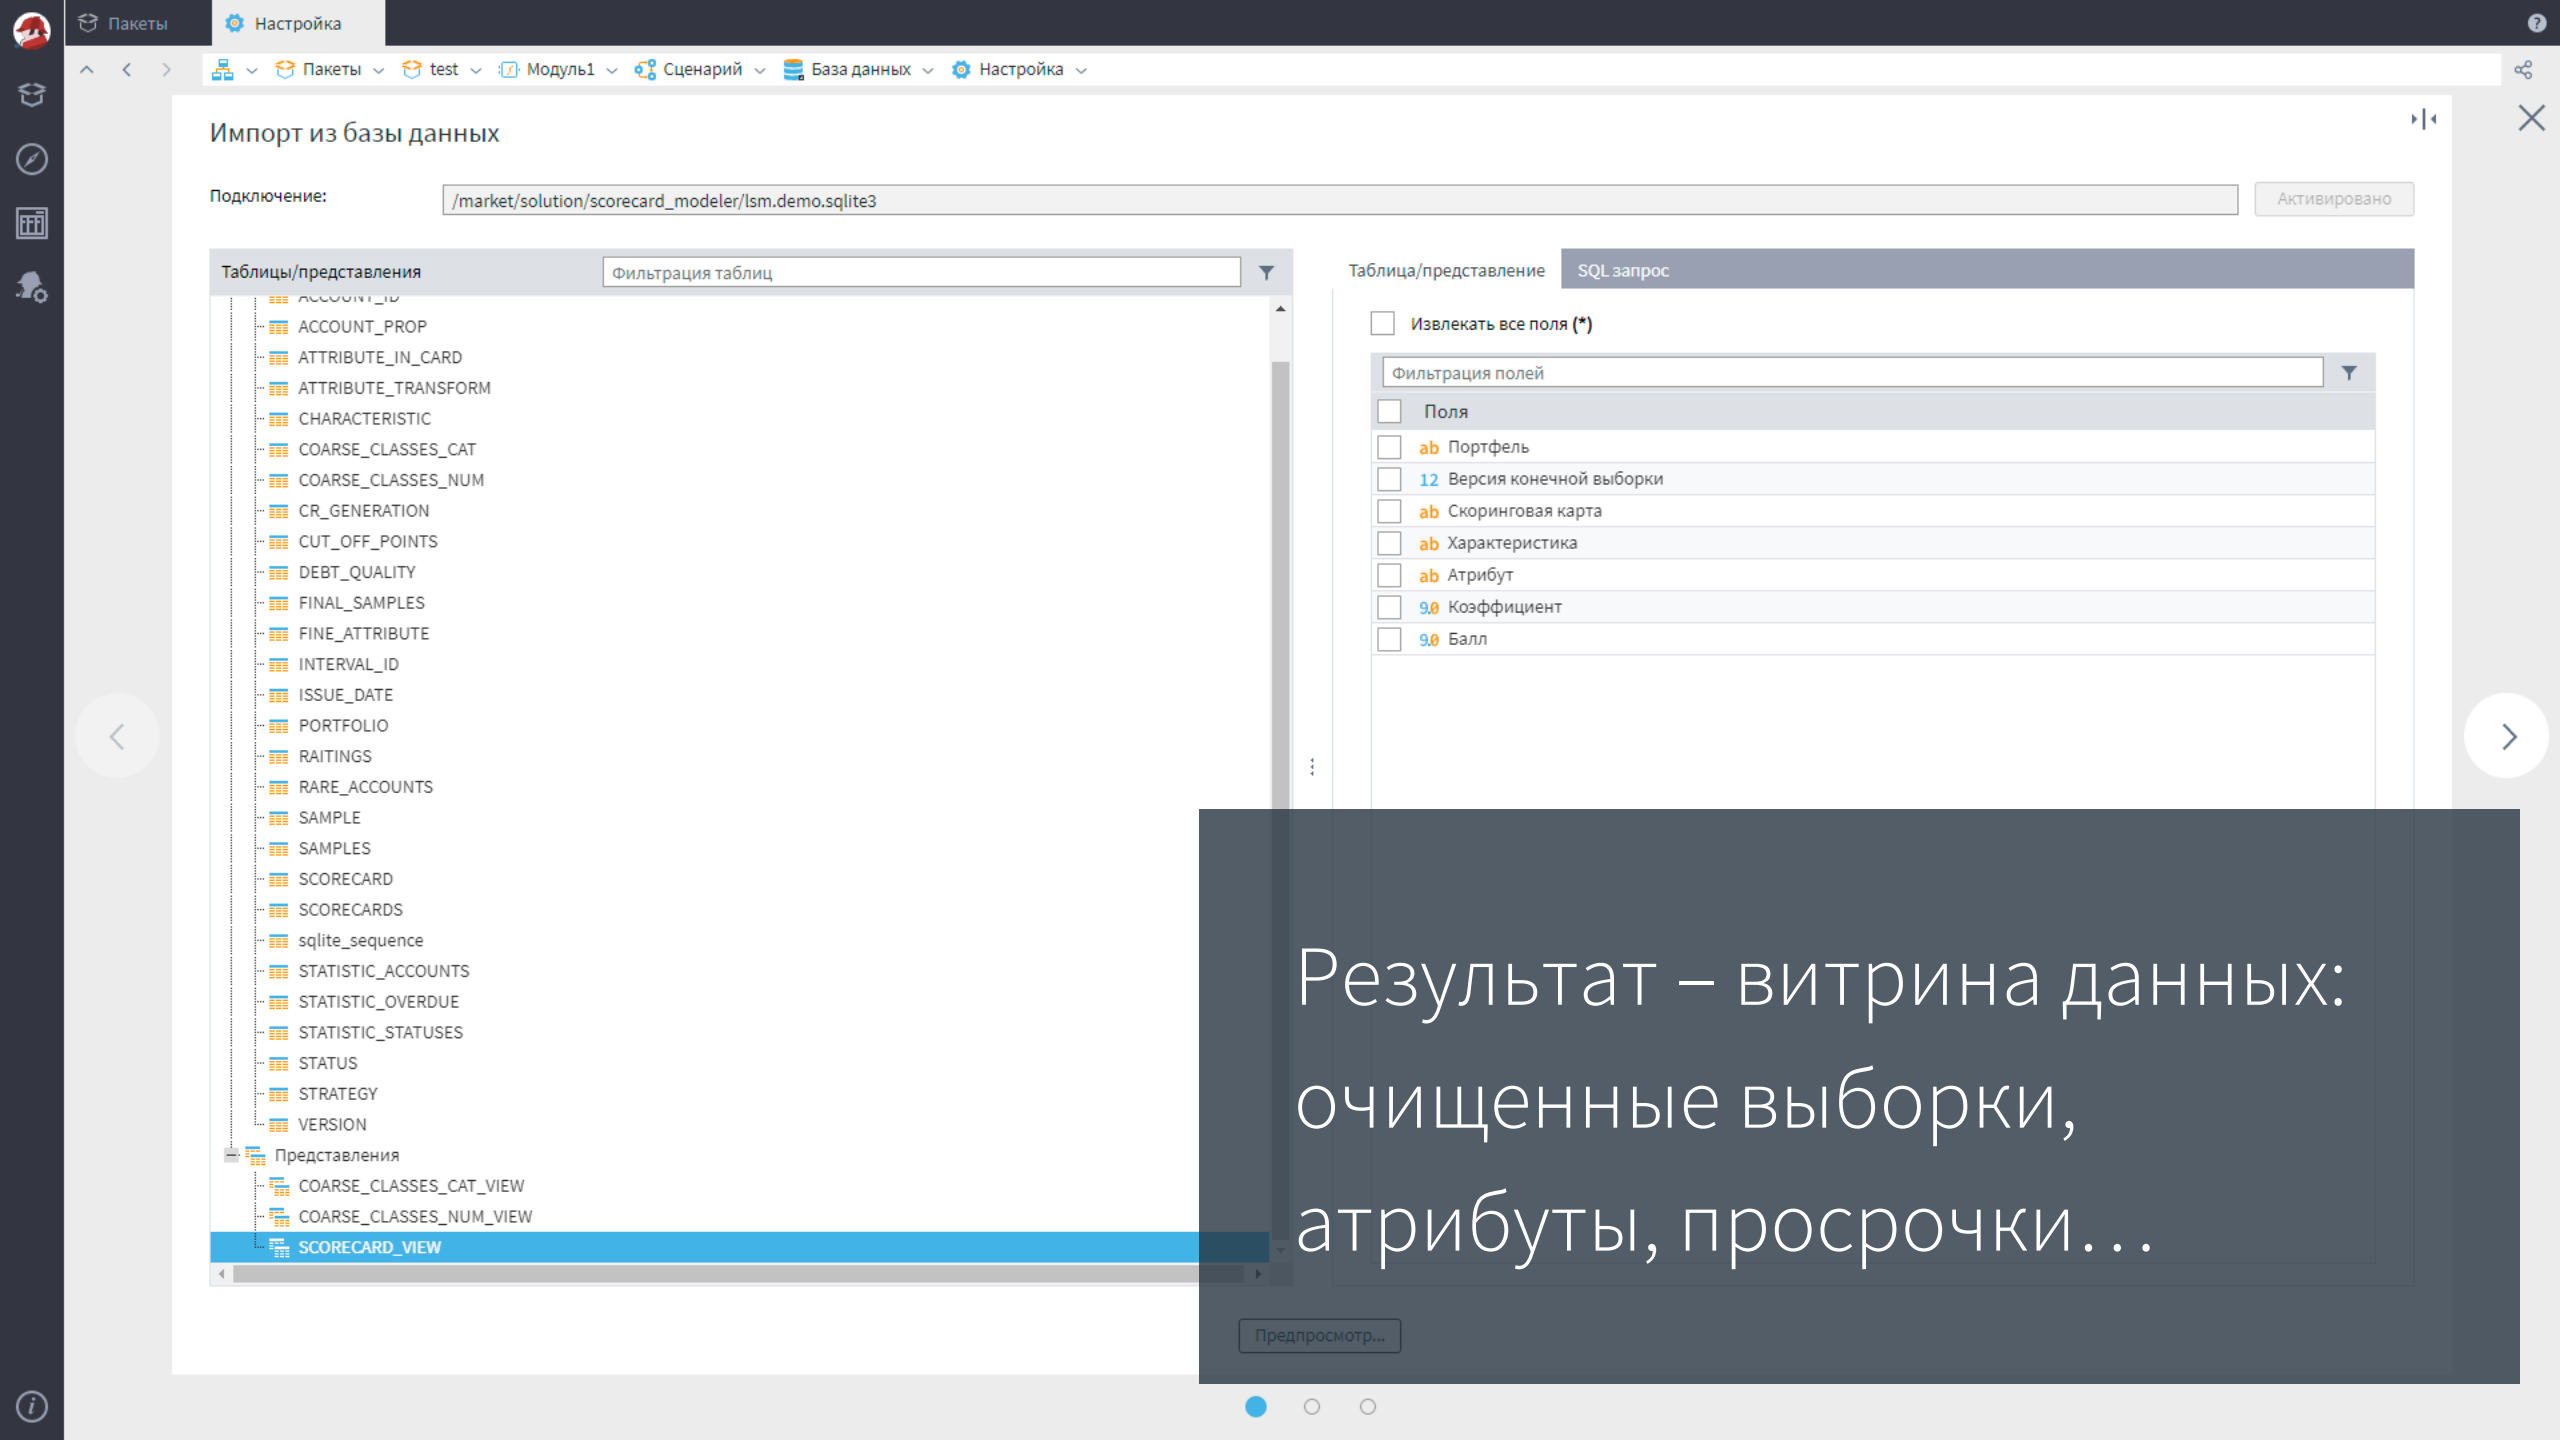 Пакеты
Настройка
Пакеты
test
Модуль1
Сценарий
База данных
Настройка
Импорт из базы данных
Подключение:
/market/solution/scorecard_modeler/lsm.demo.sqlite3
Активировано
Таблицы/представления
Фильтрация таблиц
ACCOUNT_ID
ACCOUNT_PROP
ATTRIBUTE_IN_CARD
ATTRIBUTE_TRANSFORM
CHARACTERISTIC
COARSE_CLASSES_CAT
COARSE_CLASSES_NUM
CR_GENERATION
CUT_OFF_POINTS
DEBT_QUALITY
FINAL_SAMPLES
FINE_ATTRIBUTE
INTERVAL_ID
ISSUE_DATE
PORTFOLIO
RAITINGS
RARE_ACCOUNTS
SAMPLE
SAMPLES
SCORECARD
SCORECARDS
sqlite_sequence
STATISTIC_ACCOUNTS
STATISTIC_OVERDUE
STATISTIC_STATUSES
STATUS
STRATEGY
VERSION
Представления
COARSE_CLASSES_CAT_VIEW
COARSE_CLASSES_NUM_VIEW
SCORECARD_VIEW
Таблица/представление
SQL запрос
Извлекать все поля (*)
Фильтрация полей
Поля
ab Портфель
12 Версия конечной выборки
ab Скоринговая карта
ab Характеристика
ab Атрибут
9.0 Коэффициент
9.0 Балл
Результат – витрина данных:
очищенные выборки,
атрибуты, просрочки…
Предпросмотр...